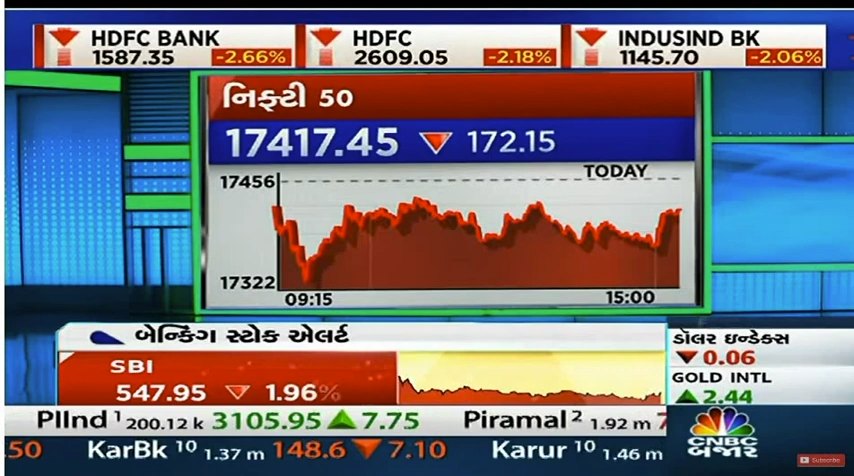 HDFC BANK
1587.35 -2.66%
HDFC
2609.05 -2.18%
INDUSIND BK
1145.70 -2.06%
નિફ્ટી 50
17417.45 ▼ 172.15
TODAY
17456
17322
09:15 15:00
બેન્કિંગ સ્ટોક એલર્ટ
SBI
547.95 ▽ 1.96%
ડૉલર ઇન્ડેક્સ
▼ 0.06
GOLD INTL
▲ 2.44
PIInd 1 200.12 k 3105.95 ▲ 7.75 Piramal 2 1.92 m 7
50 KarBk 10 1.37 m 148.6 ▼ 7.10 Karur 10 1.46 m
CNBC
બજાર
Subscribe